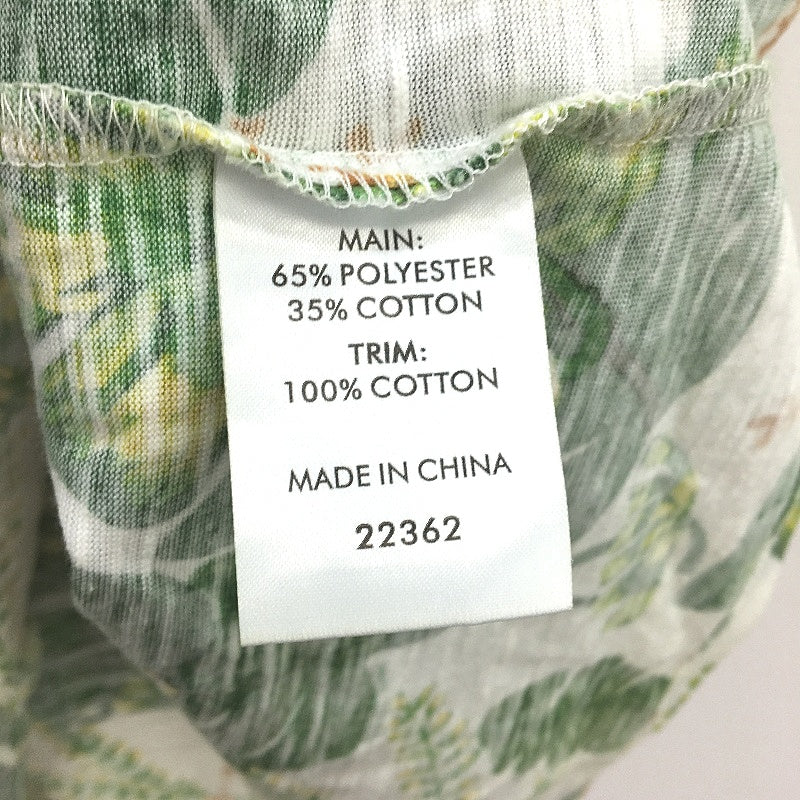 MAIN:
65% POLYESTER
35% COTTON
TRIM:
100% COTTON
MADE IN CHINA
22362